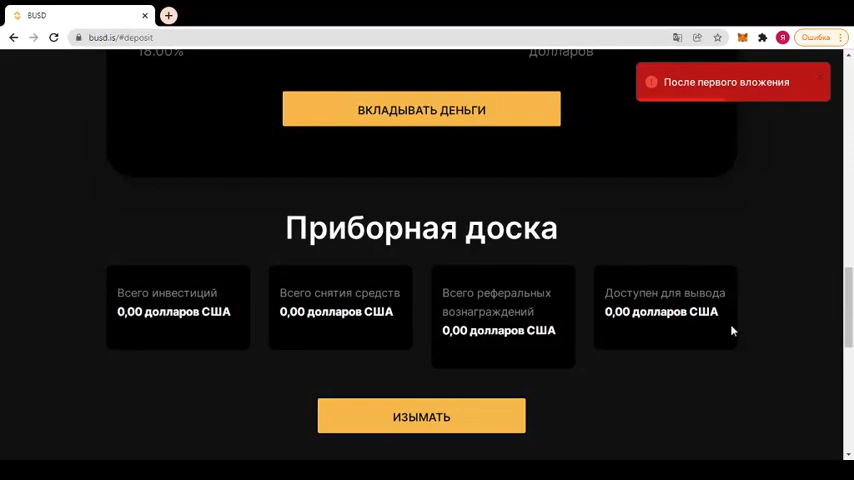 BUSD
busd.is/#deposit
Я
Ошибка
18.00%
долларов
После первого вложения
ВКЛАДЫВАТЬ ДЕНЬГИ
Приборная доска
Всего инвестиций
0,00 долларов США
Всего снятия средств
0,00 долларов США
Всего реферальных
вознаграждений
0,00 долларов США
Доступен для вывода
0,00 долларов США
ИЗЫМАТЬ